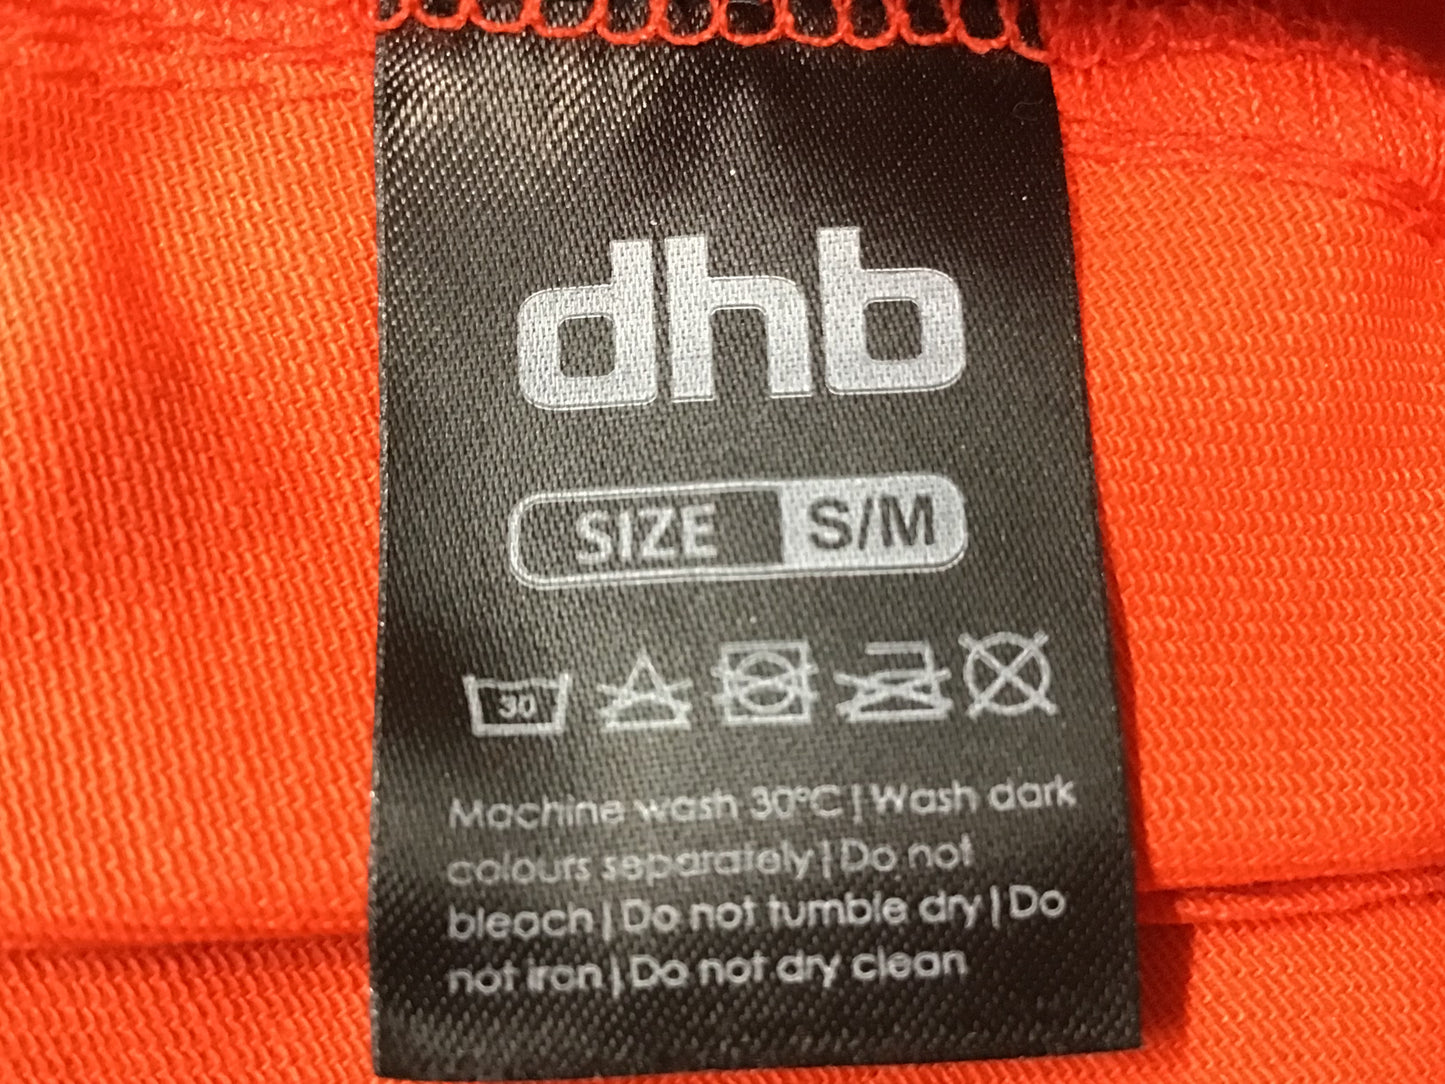 dhb
SIZE S/M
30
Machine wash 30°C | Wash dark
colours separately | Do not
bleach | Do not tumble dry | Do
not iron | Do not dry clean